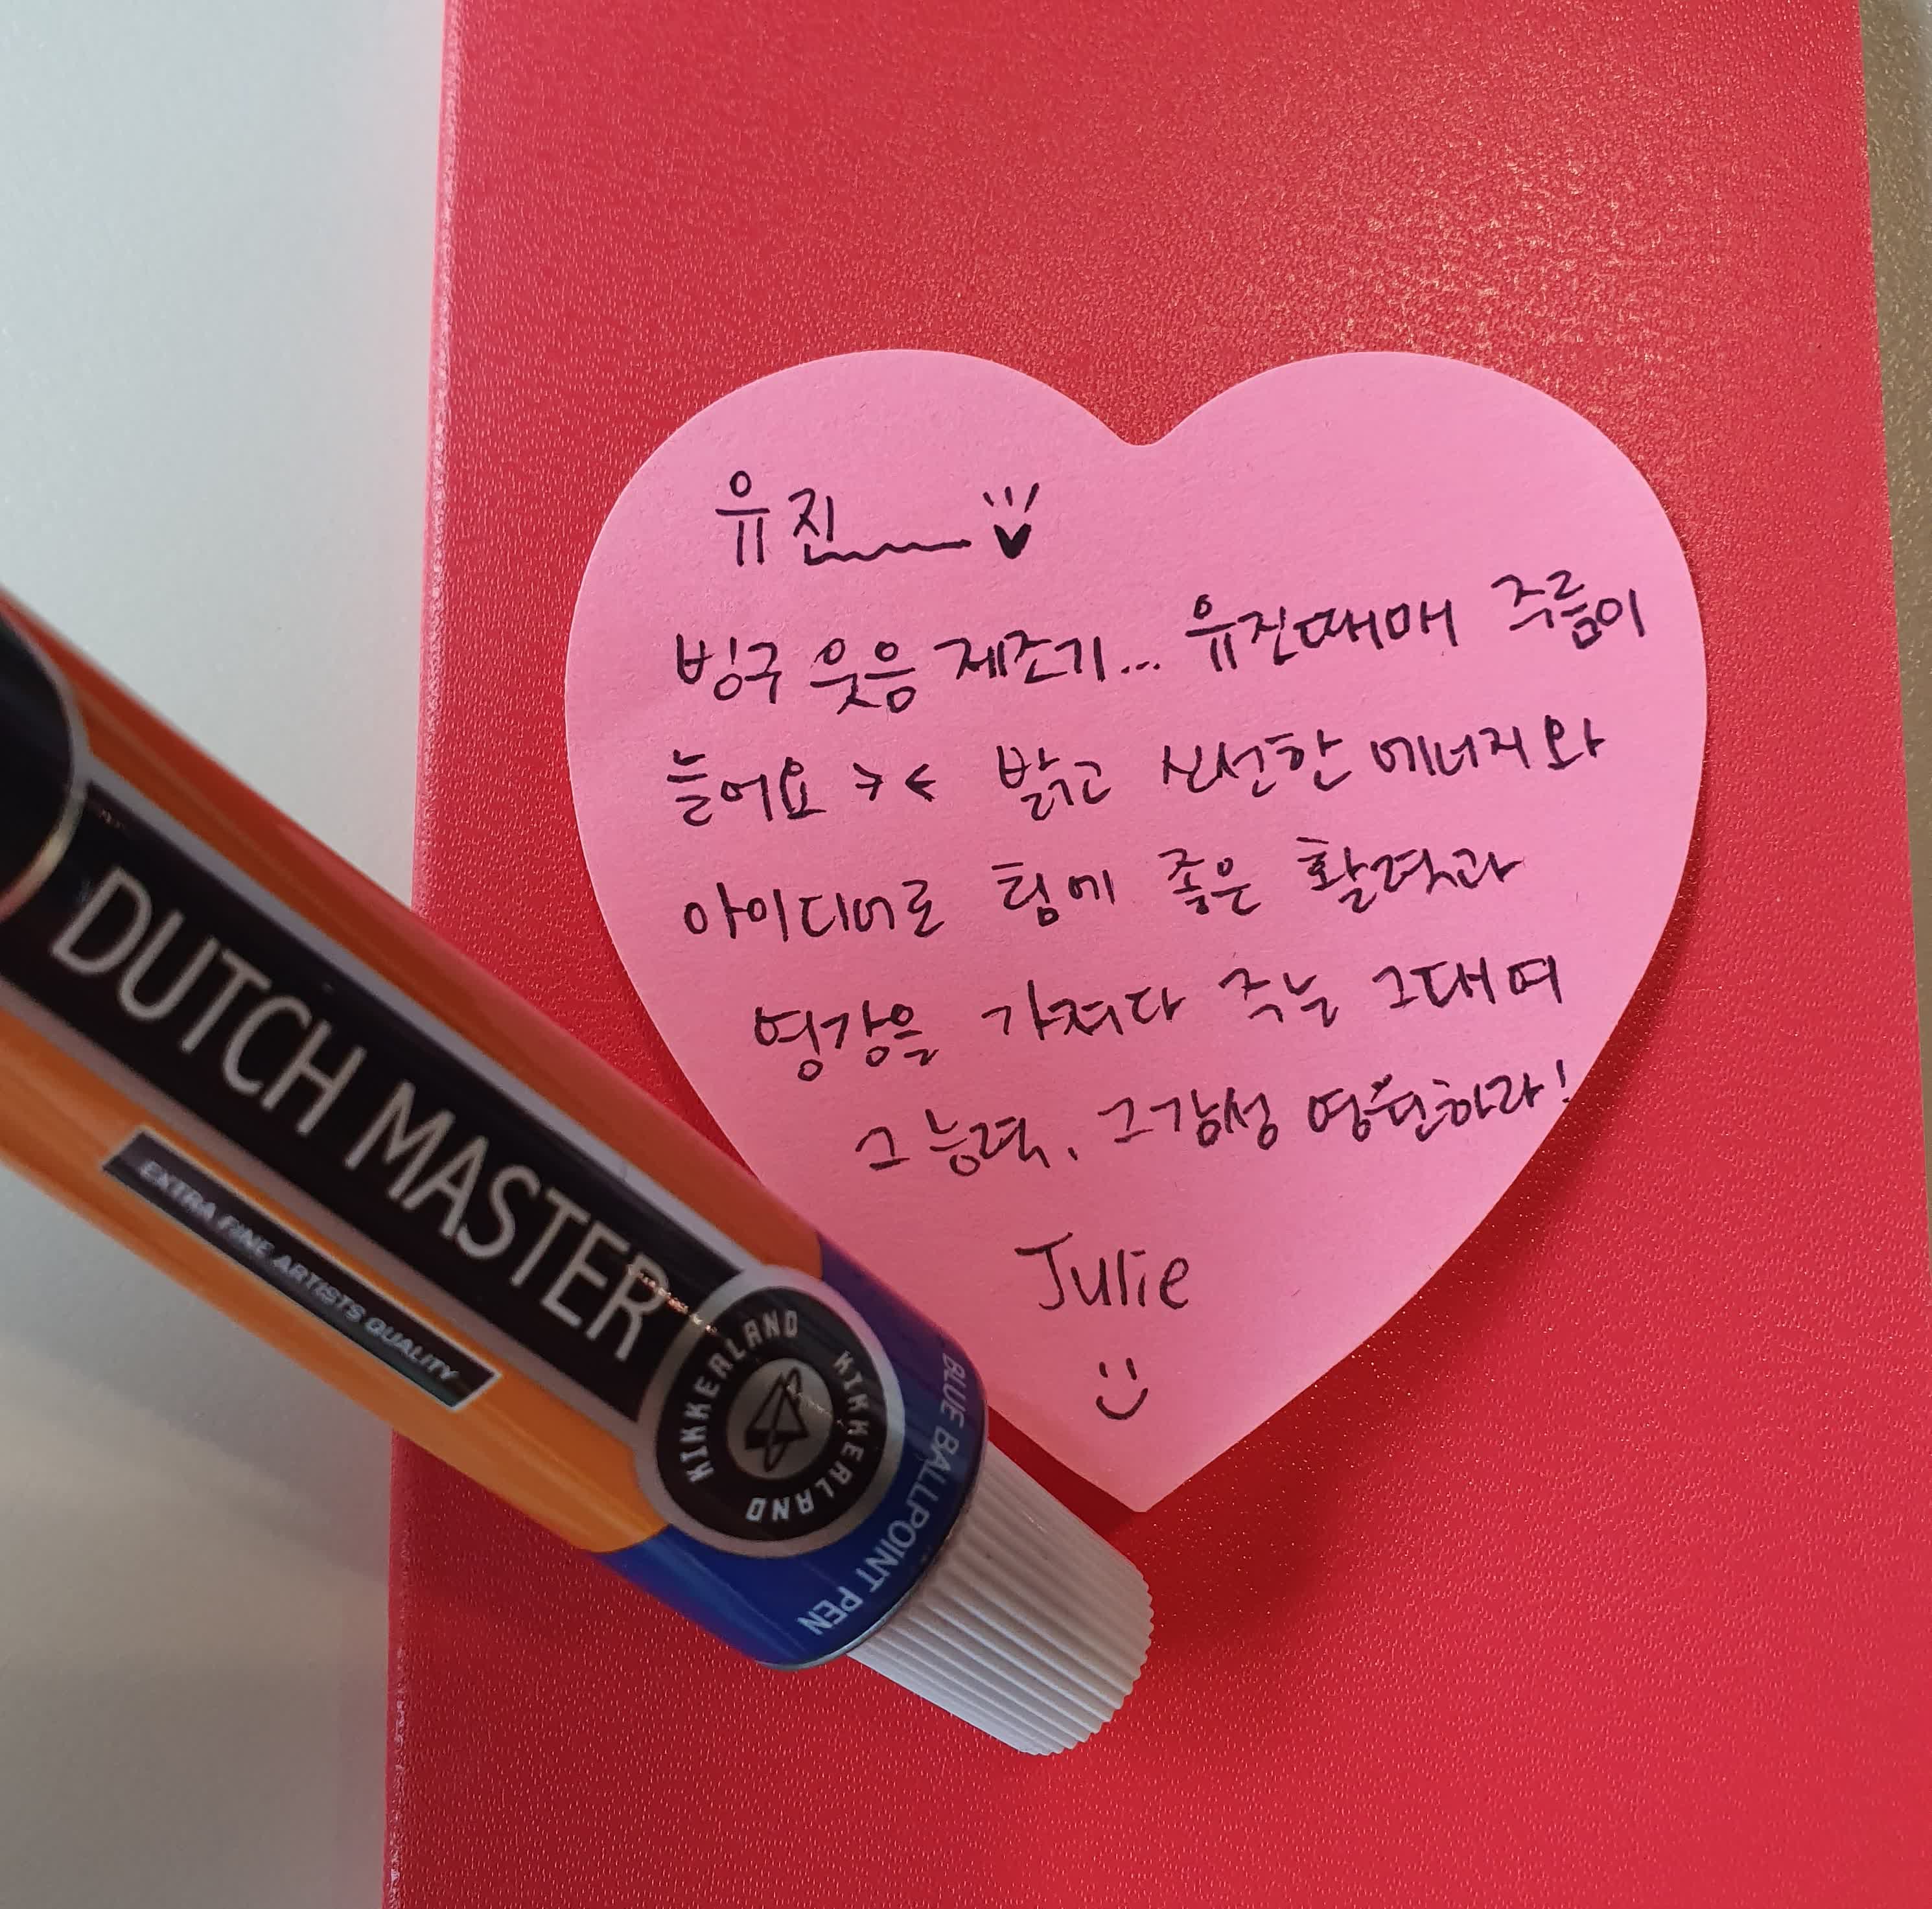 유진
빙구 웃음 제조기... 유진때매 주름이
늘어요 > < 밝고 신선한 에너지와
아이디어로 팀에 좋은 활력과
영감을 가져다 주는 그대여
그 능력, 그 감성 영원하라!
Julie
DUTCH MASTER
EXTRA FINE ARTISTS QUALITY
KIKKERLAND KIKKERLAND
BLUE BALLPOINT PEN